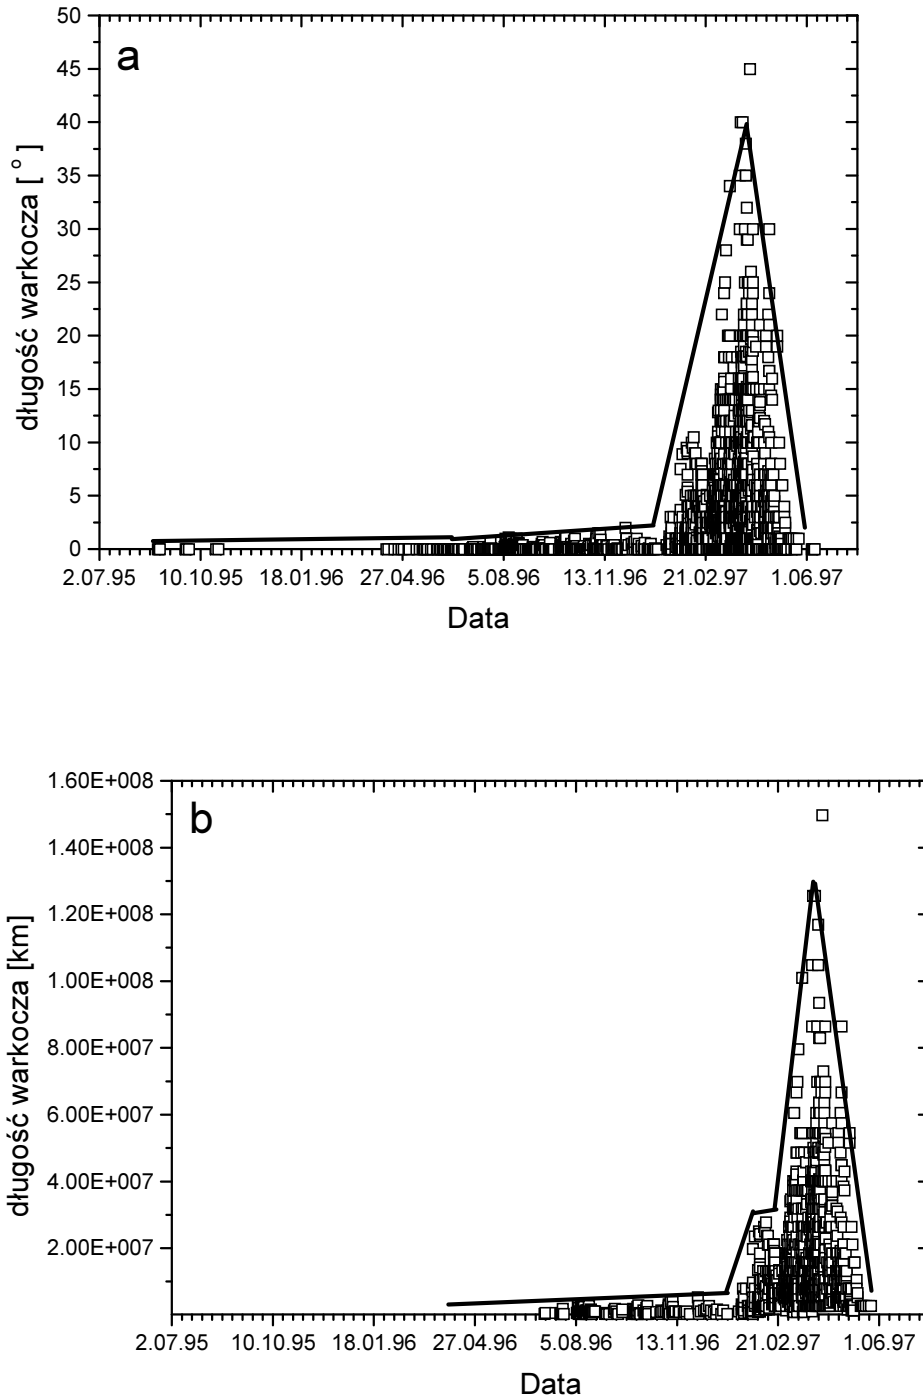 a
50
45
40
35
30
25
20
15
10
5
0
długość warkocza [ ° ]
2.07.95 10.10.95 18.01.96 27.04.96 5.08.96 13.11.96 21.02.97 1.06.97
Data
b
1.60E+008
1.40E+008
1.20E+008
1.00E+008
8.00E+007
6.00E+007
4.00E+007
2.00E+007
długość warkocza [km]
2.07.95 10.10.95 18.01.96 27.04.96 5.08.96 13.11.96 21.02.97 1.06.97
Data